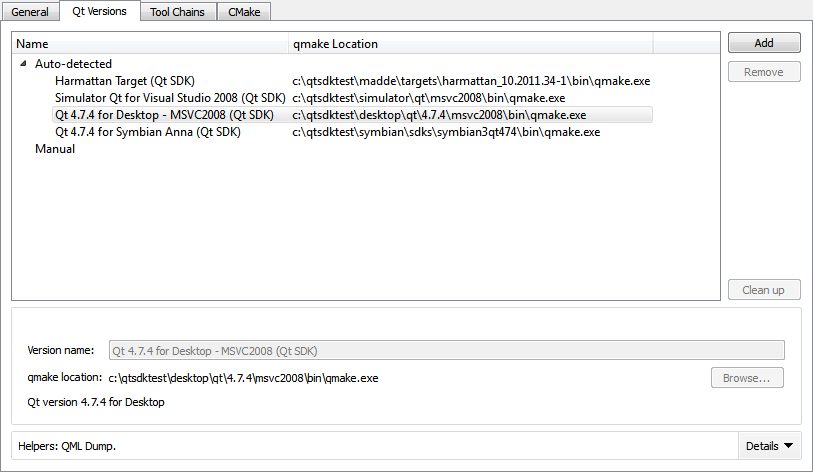 General Qt Versions Tool Chains CMake
Name qmake Location
Add
Auto-detected
Remove
Harmattan Target (Qt SDK) c:\qtsdktest\madde\targets\harmattan_10.2011.34-1\bin\qmake.exe
Simulator Qt for Visual Studio 2008 (Qt SDK) c:\qtsdktest\simulator\qt\msvc2008\bin\qmake.exe
Qt 4.7.4 for Desktop - MSVC2008 (Qt SDK) c:\qtsdktest\desktop\qt\4.7.4\msvc2008\bin\qmake.exe
Qt 4.7.4 for Symbian Anna (Qt SDK) c:\qtsdktest\symbian\sdks\symbian3qt474\bin\qmake.exe
Manual
Clean up
Version name: Qt 4.7.4 for Desktop - MSVC2008 (Qt SDK)
qmake location: c:\qtsdktest\desktop\qt\4.7.4\msvc2008\bin\qmake.exe Browse...
Qt version 4.7.4 for Desktop
Helpers: QML Dump. Details